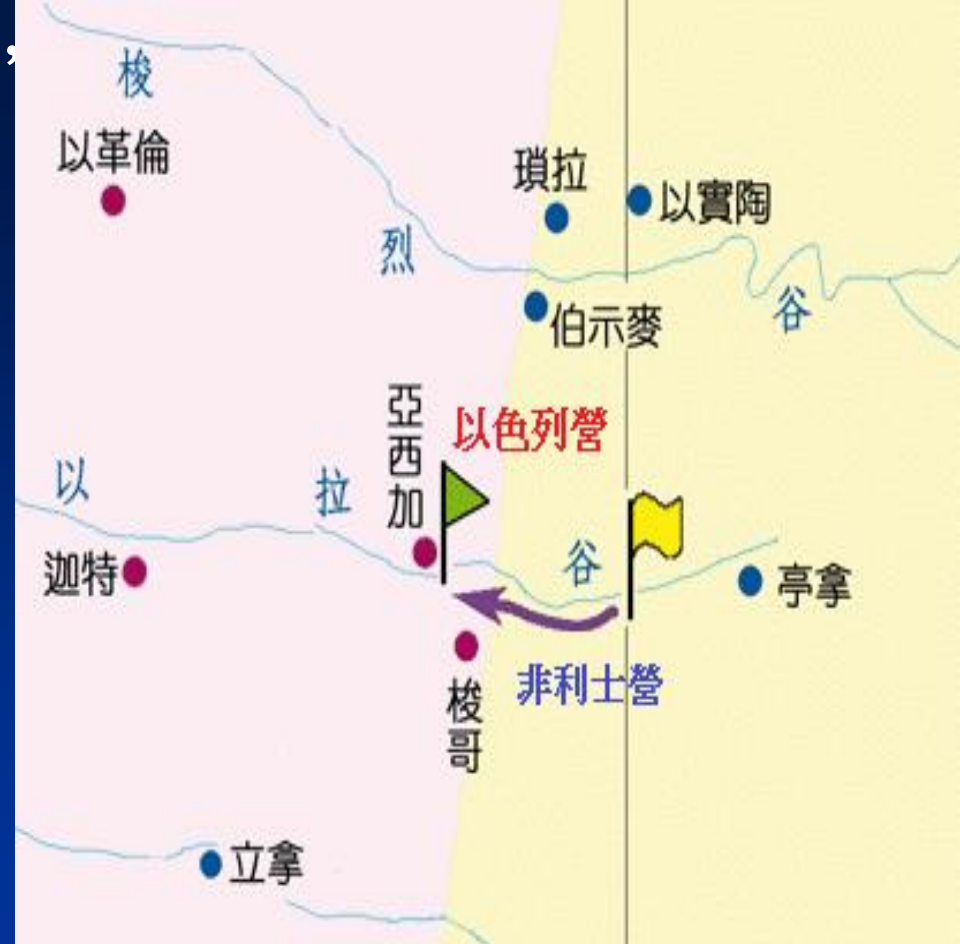 ，
梭
以革倫
瑣拉
以實陶
烈
谷
伯示麥
亞西加
以色列營
以
拉
谷
迦特
亭拿
非利士營
梭哥
立拿